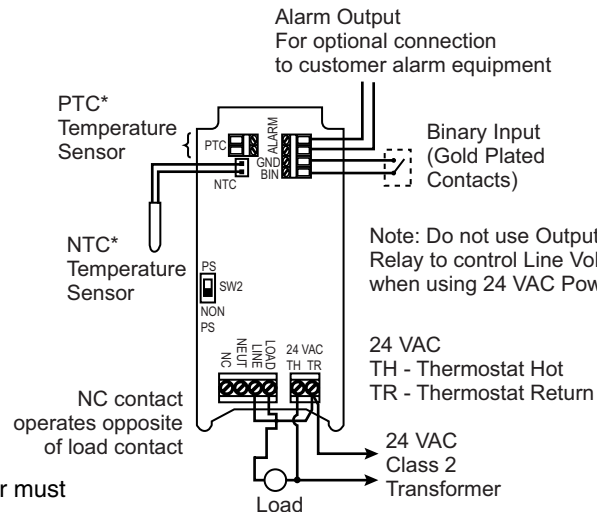 Alarm Output
For optional connection
to customer alarm equipment
PTC*
Temperature
Sensor
PTC
ALARM
GND
BIN
NTC
Binary Input
(Gold Plated
Contacts)
NTC*
Temperature
Sensor
PS
SW2
NON
PS
Note: Do not use Output
Relay to control Line
when using 24 VAC
NC
NEUT
LINE
LOAD
24 VAC
TH TR
24 VAC
TH - Thermostat Hot
TR - Thermostat Return
NC contact
operates opposite
of load contact
24 VAC
Class 2
Transformer
r must
Load